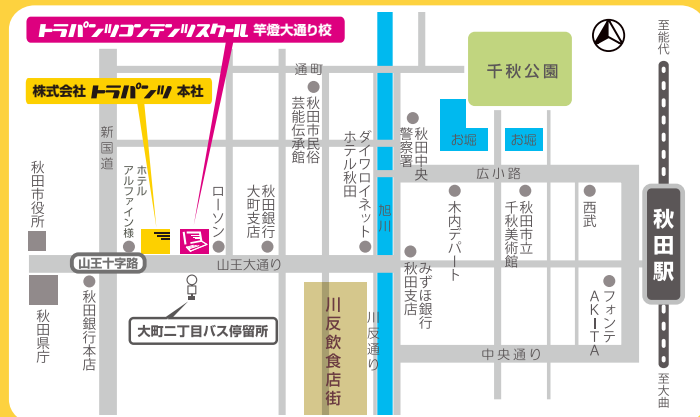 トラパンツコンテンツスクール 竿燈大通り校
株式会社 トラパンツ 本社
千秋公園
至能代
通町
秋田市民俗
芸能伝承館
新国道
ダイワロイネット
ホテル秋田
秋田中央
警察署
お堀
お堀
広小路
秋田市役所
ホテル
アルファイン様
ローソン
秋田銀行
大町支店
旭川
木内デパート
秋田市立
千秋美術館
西武
秋田駅
山王十字路
山王大通り
みずほ銀行
秋田支店
フォンテ
AKITA
秋田県庁
秋田銀行本店
大町二丁目バス停留所
川反飲食店街
川反通り
中央通り
至大曲